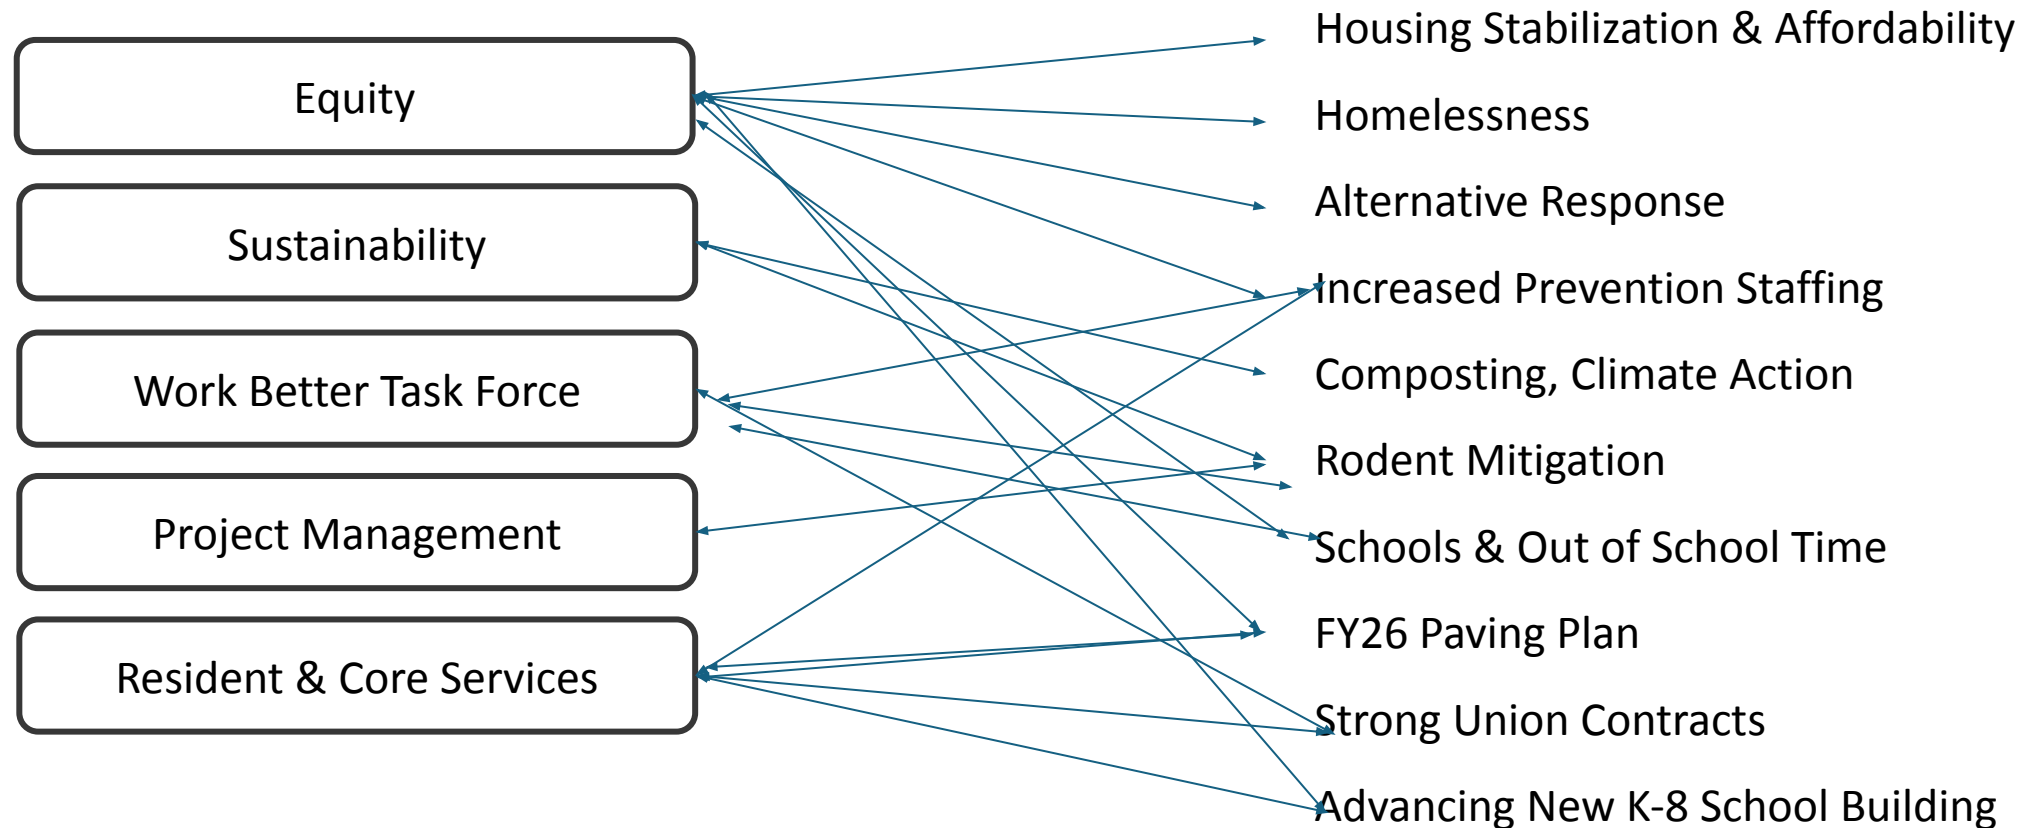 Equity
Sustainability
Work Better Task Force
Project Management
Resident & Core Services
Housing Stabilization & Affordability
Homelessness
Alternative Response
Increased Prevention Staffing
Composting, Climate Action
Rodent Mitigation
Schools & Out of School Time
FY26 Paving Plan
Strong Union Contracts
Advancing New K-8 School Building